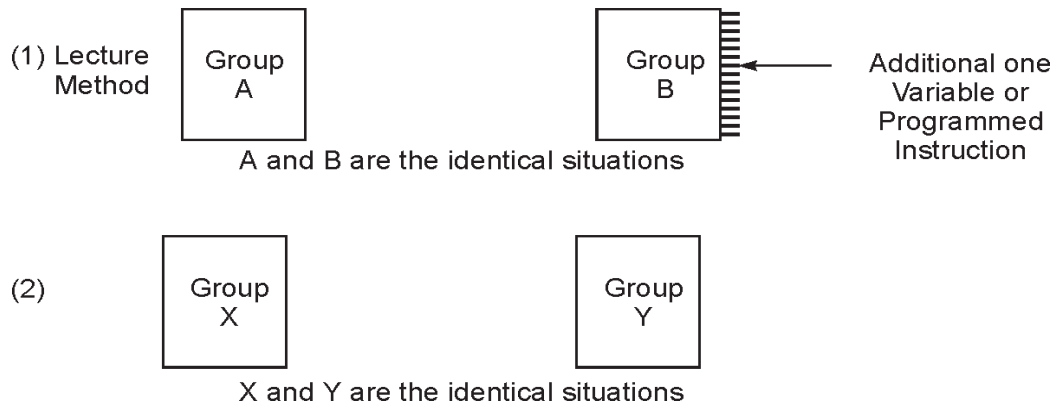 (1) Lecture
Method
Group
A
Group
B
Additional one
Variable or
Programmed
Instruction
A and B are the identical situations
(2)
Group
X
Group
Y
X and Y are the identical situations